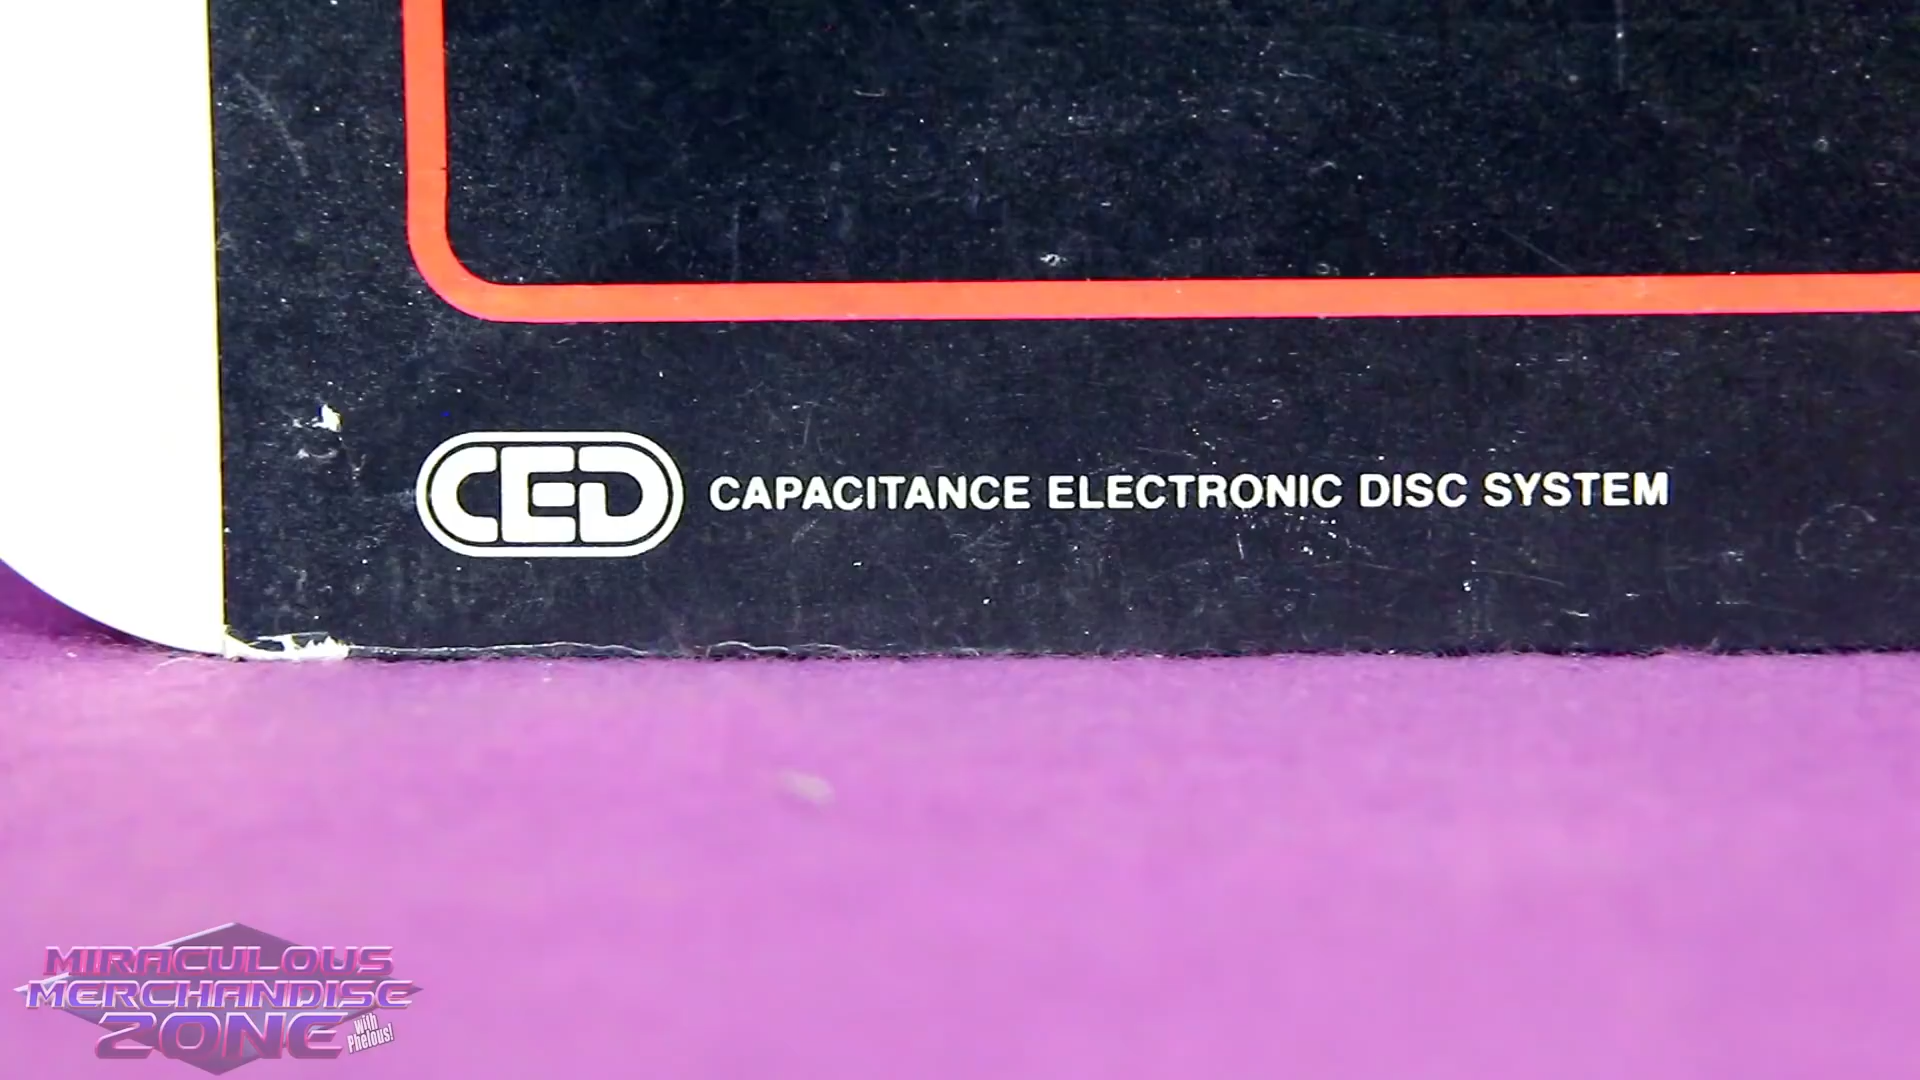 CED CAPACITANCE ELECTRONIC DISC SYSTEM
MIRACULOUS
MERCHANDISE
ZONE
with
Phelous!